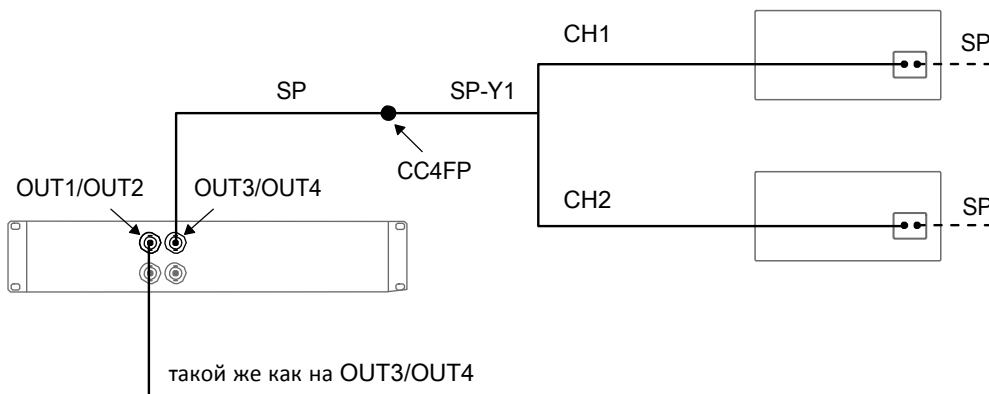 CH1
SP
SP
SP-Y1
CC4FP
OUT1/OUT2
OUT3/OUT4
CH2
SP
такой же как на OUT3/OUT4